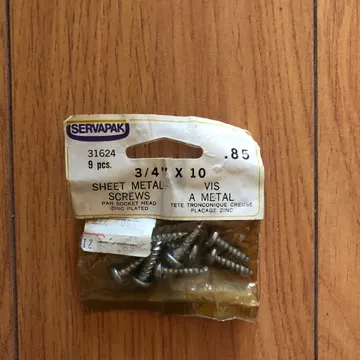 SERVAPAK
31624
9 pcs.
.85
3/4" X 10
SHEET METAL
SCREWS
PAN SOCKET HEAD
ZINC PLATED
VIS
A METAL
TETE TRONCONIQUE CREUSE
PLACAGE ZINC
12